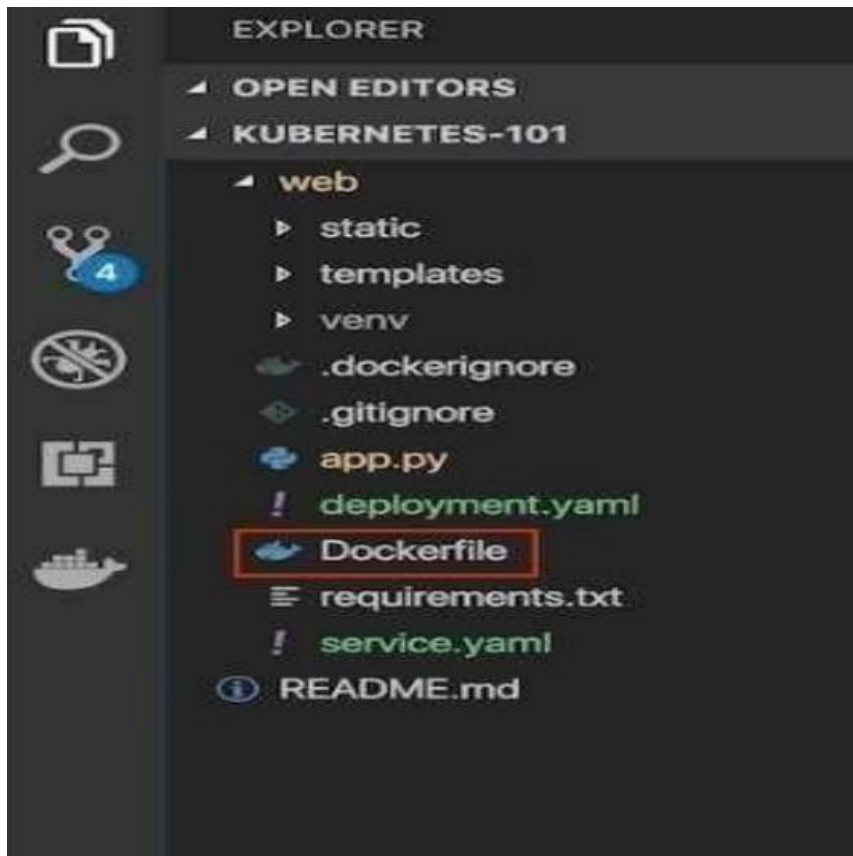 EXPLORER
OPEN EDITORS
KUBERNETES-101
web
static
templates
4
venv
.dockerignore
.gitignore
app.py
! deployment.yaml
Dockerfile
requirements.txt
! service.yaml
README.md